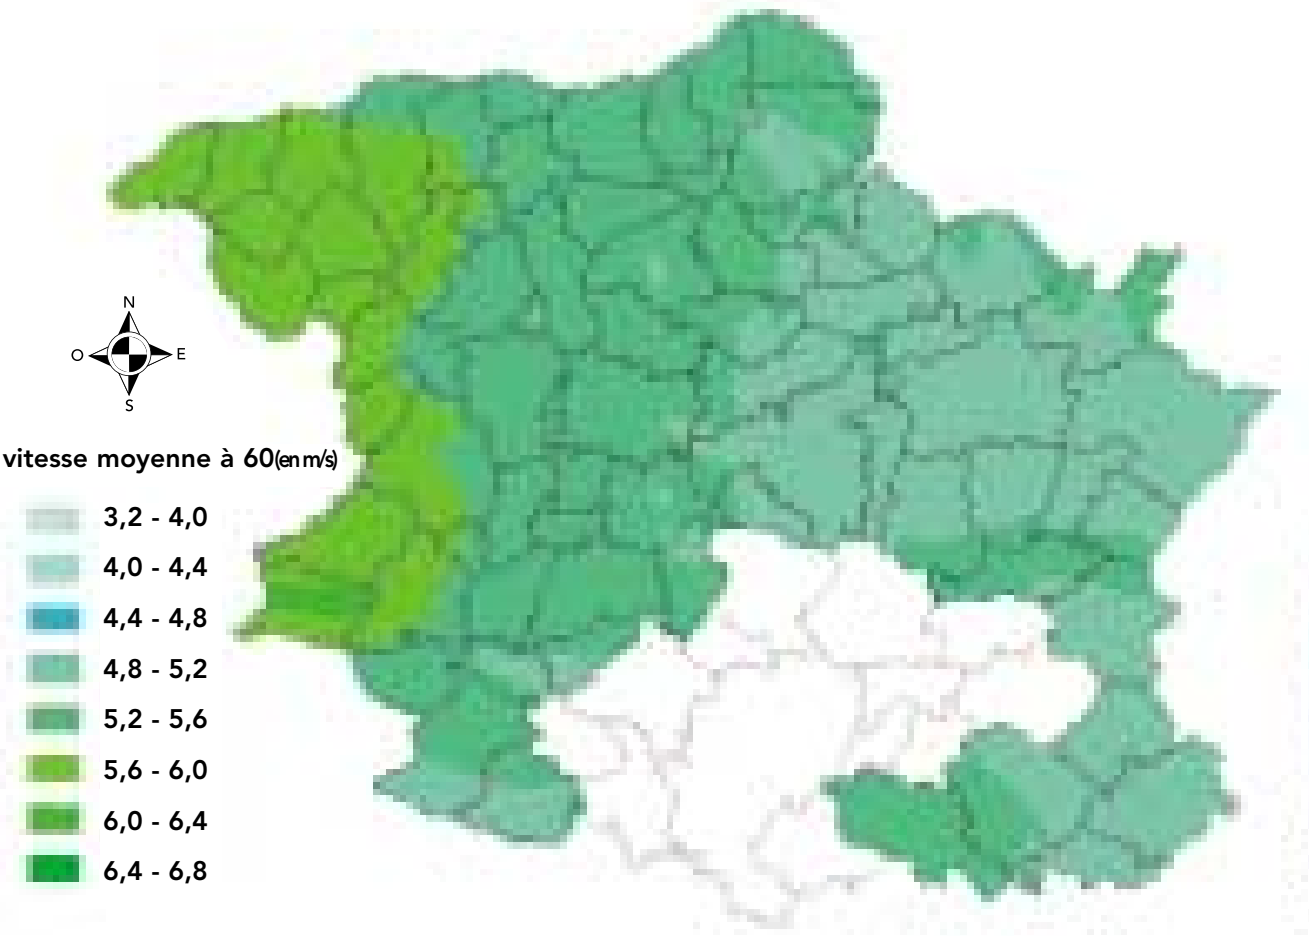 N
O E
S
vitesse moyenne à 60(en m/s)
3,2 - 4,0
4,0 - 4,4
4,4 - 4,8
4,8 - 5,2
5,2 - 5,6
5,6 - 6,0
6,0 - 6,4
6,4 - 6,8